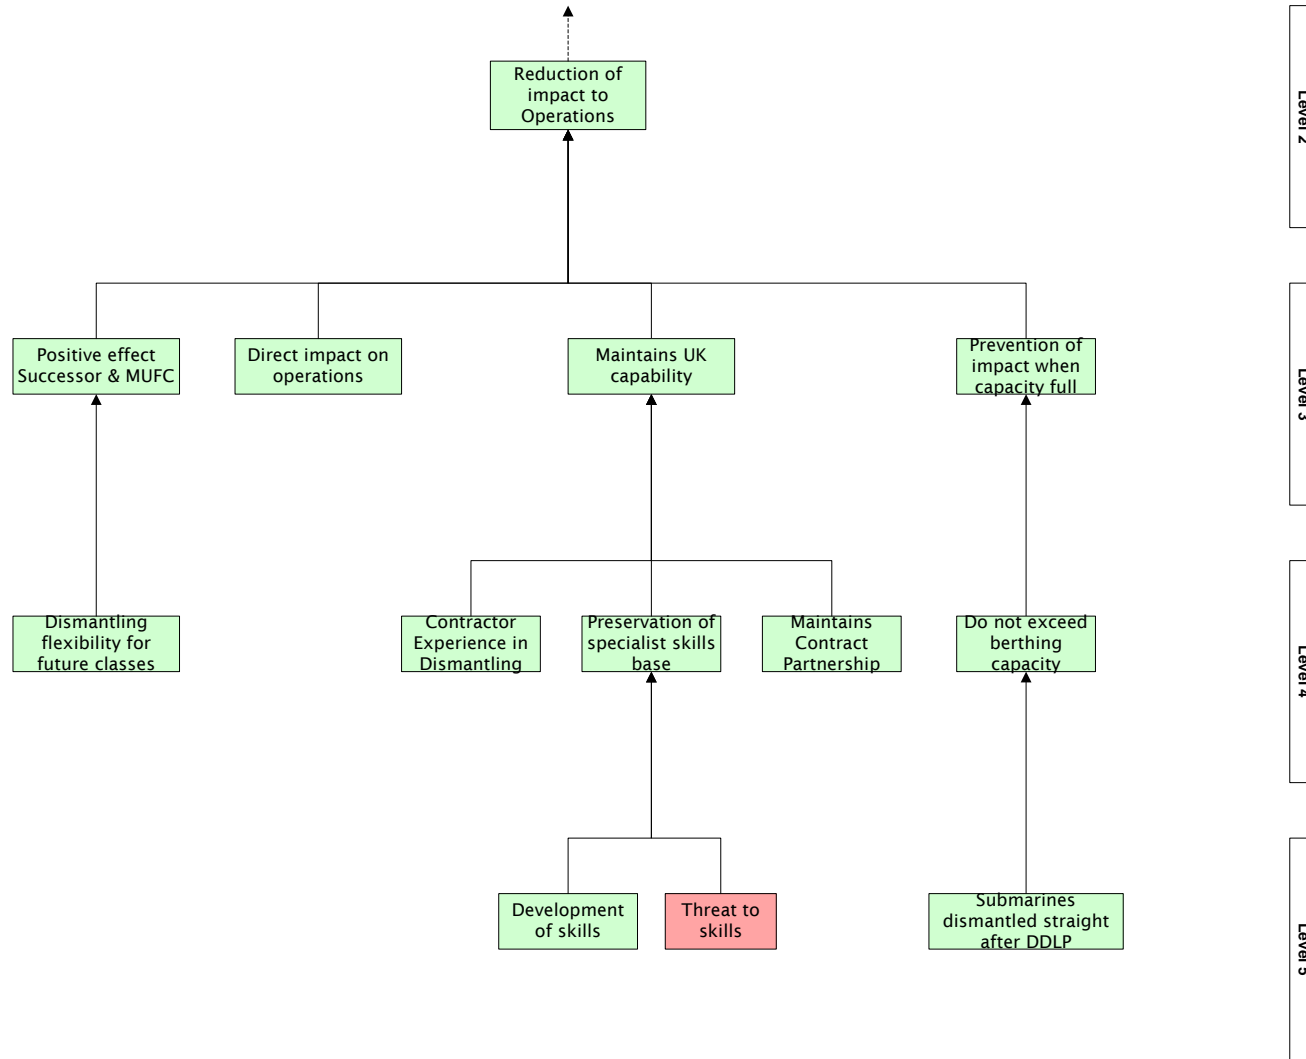 Reduction of
impact to
Operations
Level 2
Positive effect
Successor & MUFC
Direct impact on
operations
Maintains UK
capability
Prevention of
impact when
capacity full
Level 3
Dismantling
flexibility for
future classes
Contractor
Experience in
Dismantling
Preservation of
specialist skills
base
Maintains
Contract
Partnership
Do not exceed
berthing
capacity
Level 4
Development
of skills
Threat to
skills
Submarines
dismantled straight
after DDLP
Level 5